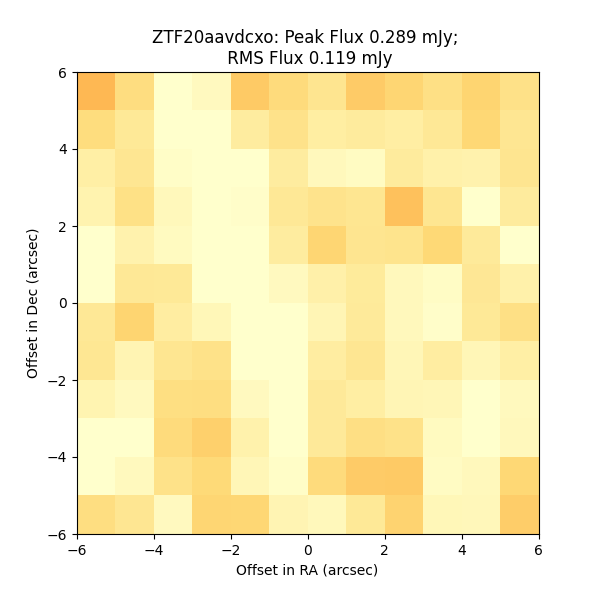 ZTF20aavdcxo: Peak Flux 0.289 mJy;
RMS Flux 0.119 mJy
6
4
2
0
−2
−4
−6
Offset in Dec (arcsec)
−6 −4 −2 0 2 4 6
Offset in RA (arcsec)